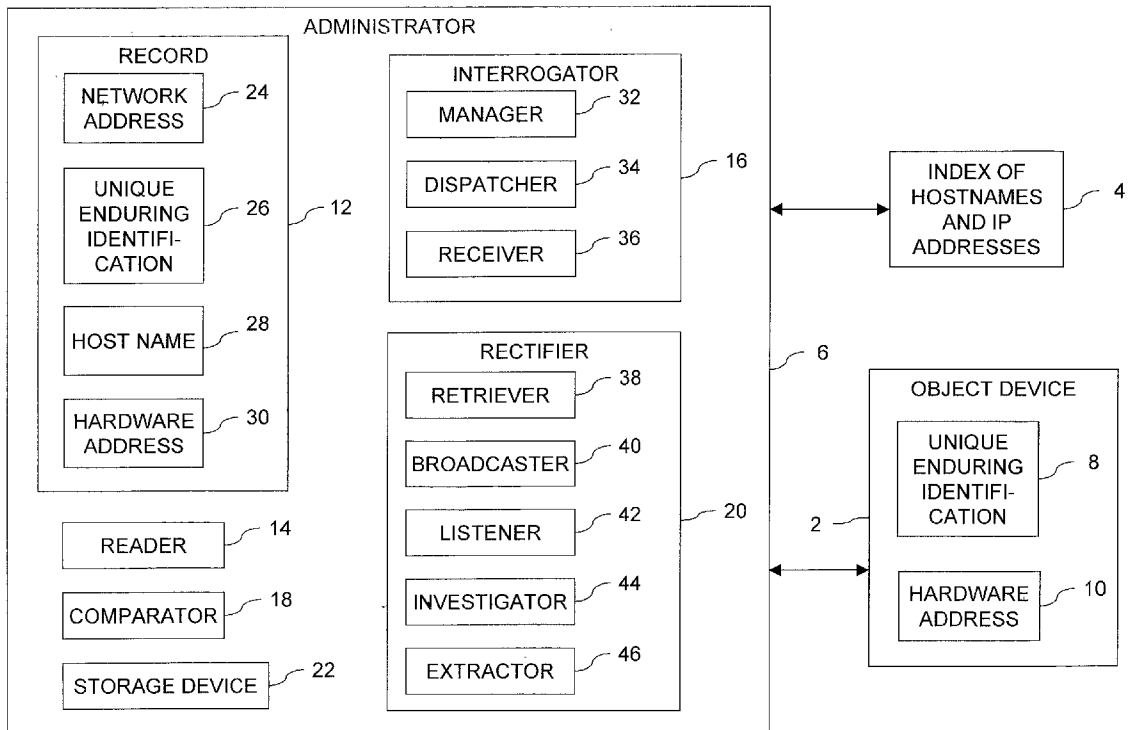 ADMINISTRATOR
RECORD
NETWORK
ADDRESS
24
UNIQUE
ENDURING
IDENTIFI-
CATION
26
12
HOST NAME
28
HARDWARE
ADDRESS
30
READER
14
COMPARATOR
18
STORAGE DEVICE
22
INTERROGATOR
MANAGER
32
DISPATCHER
34
16
RECEIVER
36
RECTIFIER
RETRIEVER
38
BROADCASTER
40
LISTENER
42
20
INVESTIGATOR
44
EXTRACTOR
46
6
INDEX OF
HOSTNAMES
AND IP
ADDRESSES
4
OBJECT DEVICE
UNIQUE
ENDURING
IDENTIFI-
CATION
8
2
HARDWARE
ADDRESS
10